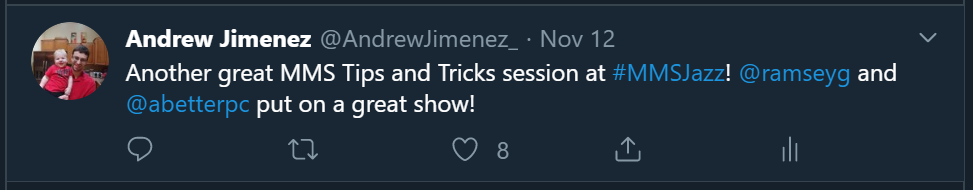 Andrew Jimenez @AndrewJimenez_ · Nov 12
Another great MMS Tips and Tricks session at #MMSJazz! @ramseyg and
@abetterpc put on a great show!
8